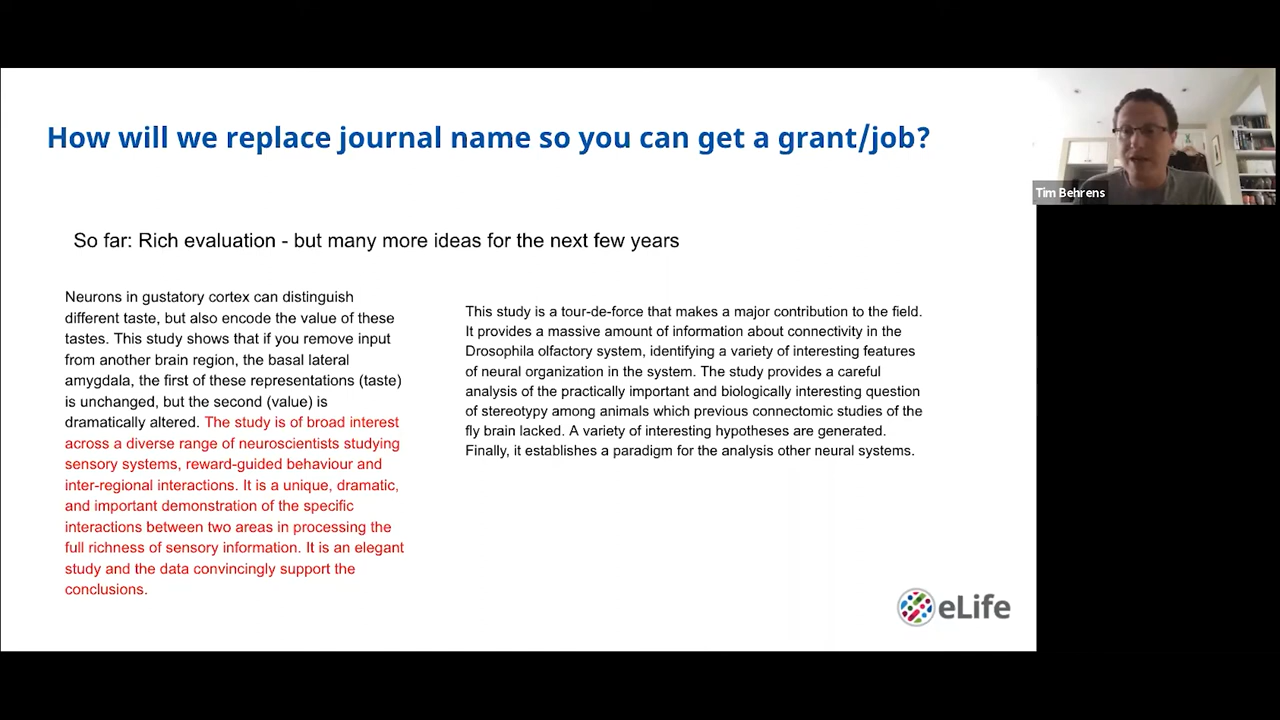 How will we replace journal name so you can get a grant/job?
Tim Behrens
So far: Rich evaluation - but many more ideas for the next few years
Neurons in gustatory cortex can distinguish
different taste, but also encode the value of these
tastes. This study shows that if you remove input
from another brain region, the basal lateral
amygdala, the first of these representations (taste)
is unchanged, but the second (value) is
dramatically altered. The study is of broad interest
across a diverse range of neuroscientists studying
sensory systems, reward-guided behaviour and
inter-regional interactions. It is a unique, dramatic,
and important demonstration of the specific
interactions between two areas in processing the
full richness of sensory information. It is an elegant
study and the data convincingly support the
conclusions.
This study is a tour-de-force that makes a major contribution to the field.
It provides a massive amount of information about connectivity in the
Drosophila olfactory system, identifying a variety of interesting features
of neural organization in the system. The study provides a careful
analysis of the practically important and biologically interesting question
of stereotypy among animals which previous connectomic studies of the
fly brain lacked. A variety of interesting hypotheses are generated.
Finally, it establishes a paradigm for the analysis other neural systems.
eLife